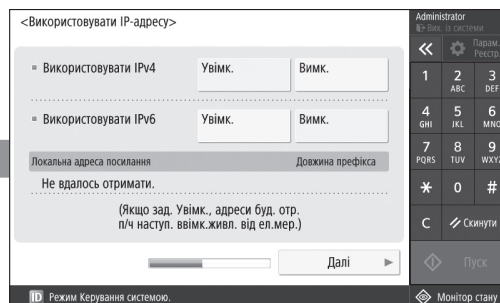 <Використовувати IP-адресу>
Використовувати IPv4
Увімк.
Вимк.
Використовувати IPv6
Увімк.
Вимк.
Локальна адреса посилання
Довжина префікса
Не вдалось отримати.
(Якщо зад. Увімк., адреси буд. отр.
п/ч наступ. ввімк.живл. від ел.мер.)
Далі
ID Режим Керування системою.
Administrator
Вих. із системи
Парам.
Реєстр.
1 2 3
ABC DEF
4 5 6
GHI JKL MNO
7 8 9
PQRS TUV WXYZ
* 0 #
C Скинути
Пуск
Монітор стану